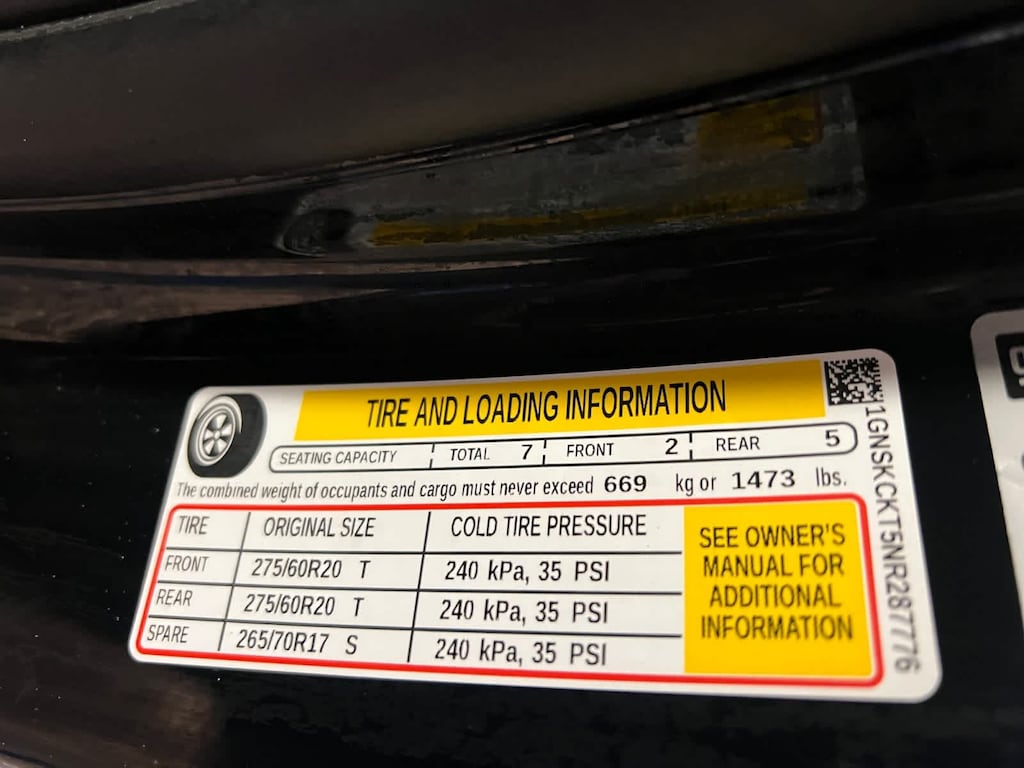 TIRE AND LOADING INFORMATION
SEATING CAPACITY TOTAL 7 FRONT 2 REAR 5
The combined weight of occupants and cargo must never exceed 669 kg or 1473 lbs.
TIRE ORIGINAL SIZE COLD TIRE PRESSURE
FRONT 275/60R20 T 240 kPa, 35 PSI
REAR 275/60R20 T 240 kPa, 35 PSI
SPARE 265/70R17 S 240 kPa, 35 PSI
SEE OWNER'S
MANUAL FOR
ADDITIONAL
INFORMATION
1GNSKCKT5NR287776